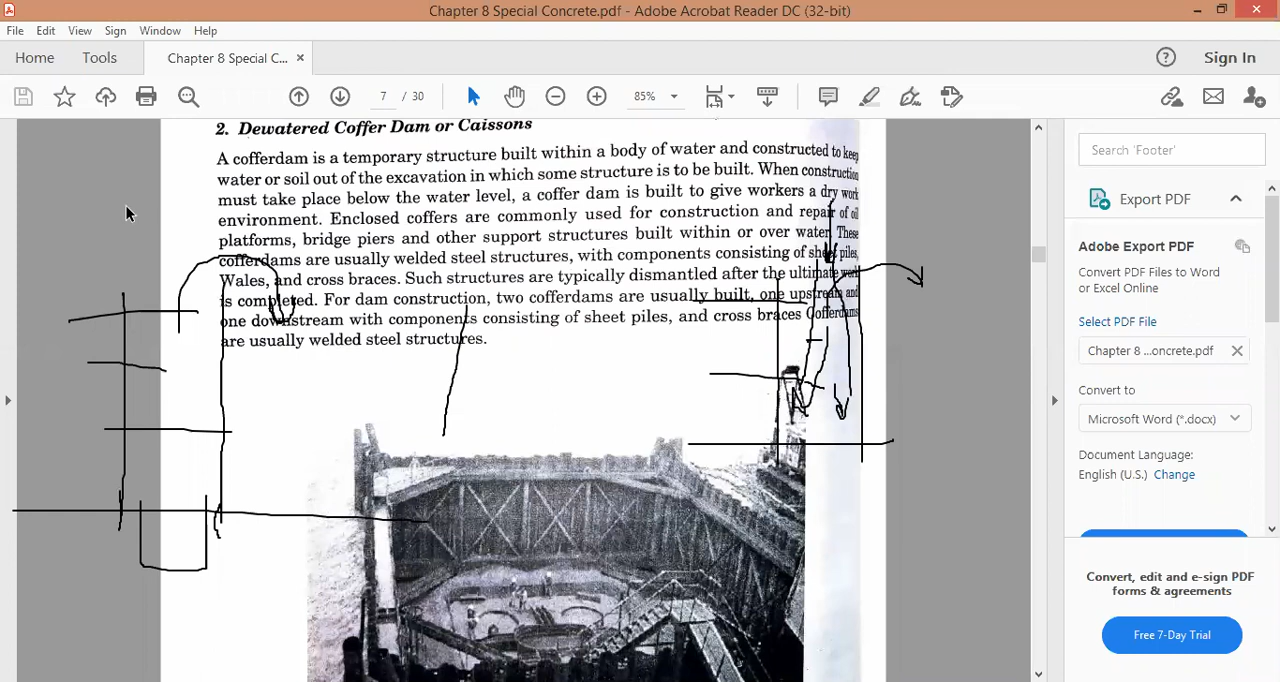 Chapter 8 Special Concrete.pdf - Adobe Acrobat Reader DC (32-bit)
File Edit View Sign Window Help
Home Tools Chapter 8 Special C... × Sign In
7 / 30 85%
2. Dewatered Coffer Dam or Caissons
A cofferdam is a temporary structure built within a body of water and constructed to keep
water or soil out of the excavation in which some structure is to be built. When construction
must take place below the water level, a coffer dam is built to give workers a dry work
environment. Enclosed coffers are commonly used for construction and repair of oil
platforms, bridge piers and other support structures built within or over water. These
cofferdams are usually welded steel structures, with components consisting of sheet piles,
Wales, and cross braces. Such structures are typically dismantled after the ultimate work
is completed. For dam construction, two cofferdams are usually built, one upstream and
one downstream with components consisting of sheet piles, and cross braces Cofferdams
are usually welded steel structures.
Search 'Footer'
Export PDF
Adobe Export PDF
Convert PDF Files to Word
or Excel Online
Select PDF File
Chapter 8 ...oncrete.pdf
Convert to
Microsoft Word (*.docx)
Document Language:
English (U.S.) Change
Convert, edit and e-sign PDF
forms & agreements
Free 7-Day Trial